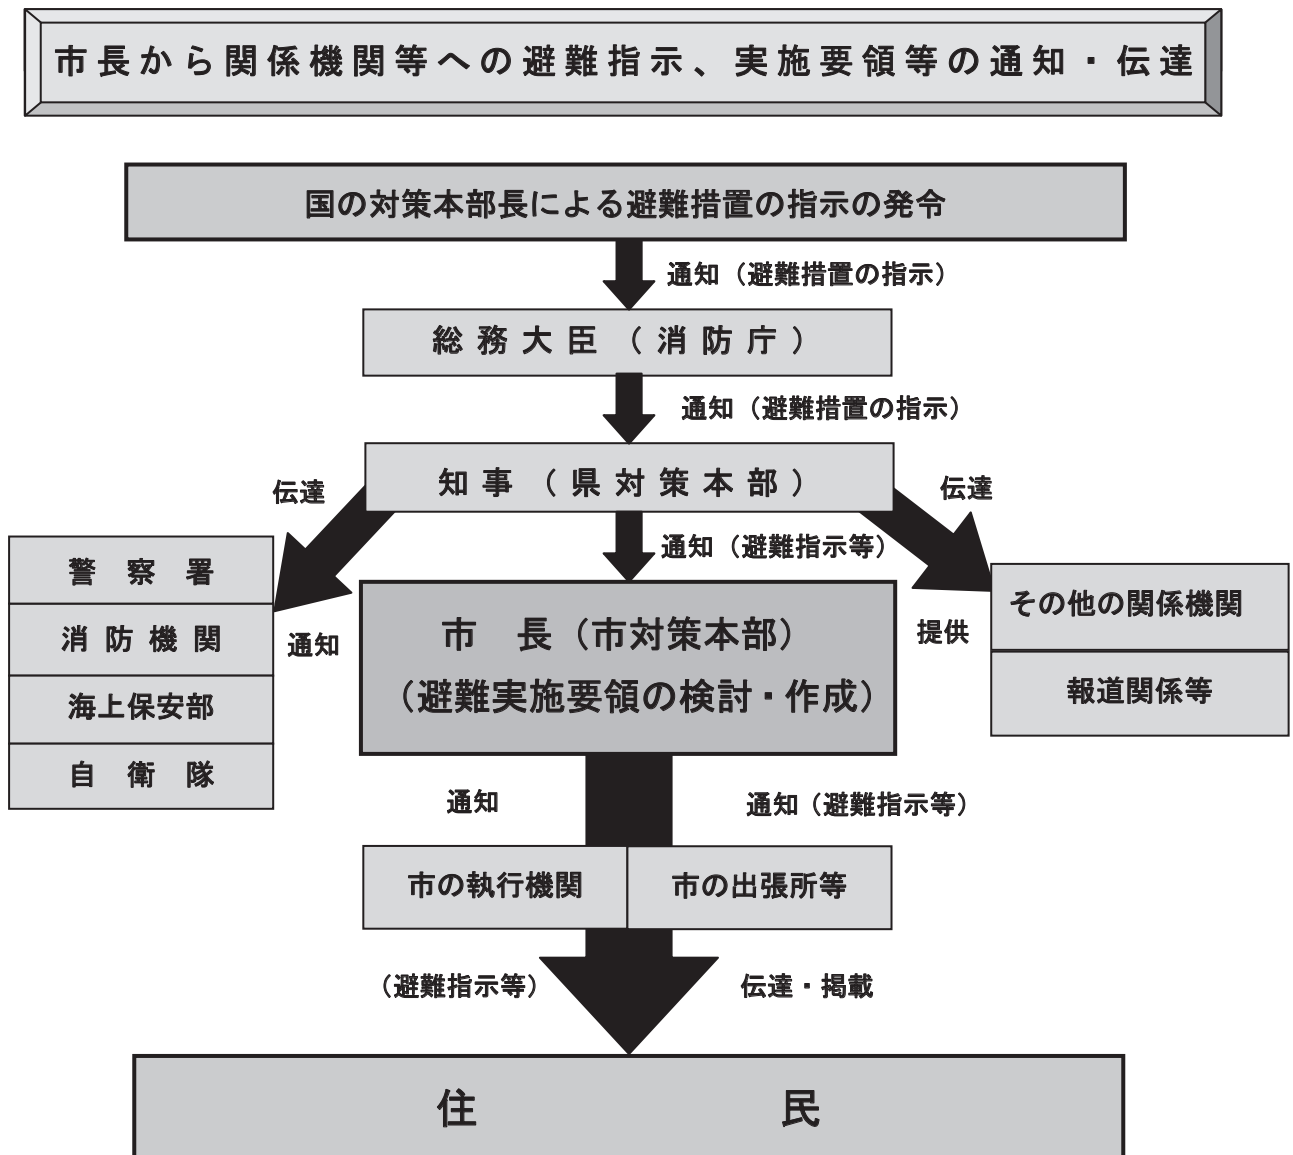 市長から関係機関等への避難指示、実施要領等の通知・伝達
国の対策本部長による避難措置の指示の発令
通知（避難措置の指示）
総務大臣（消防庁）
通知（避難措置の指示）
知事（県対策本部）
伝達
伝達
通知（避難指示等）
警察署
消防機関
海上保安部
自衛隊
通知
市　長（市対策本部）
（避難実施要領の検討・作成）
提供
その他の関係機関
報道関係等
通知
通知（避難指示等）
市の執行機関
市の出張所等
（避難指示等）
伝達・掲載
住民